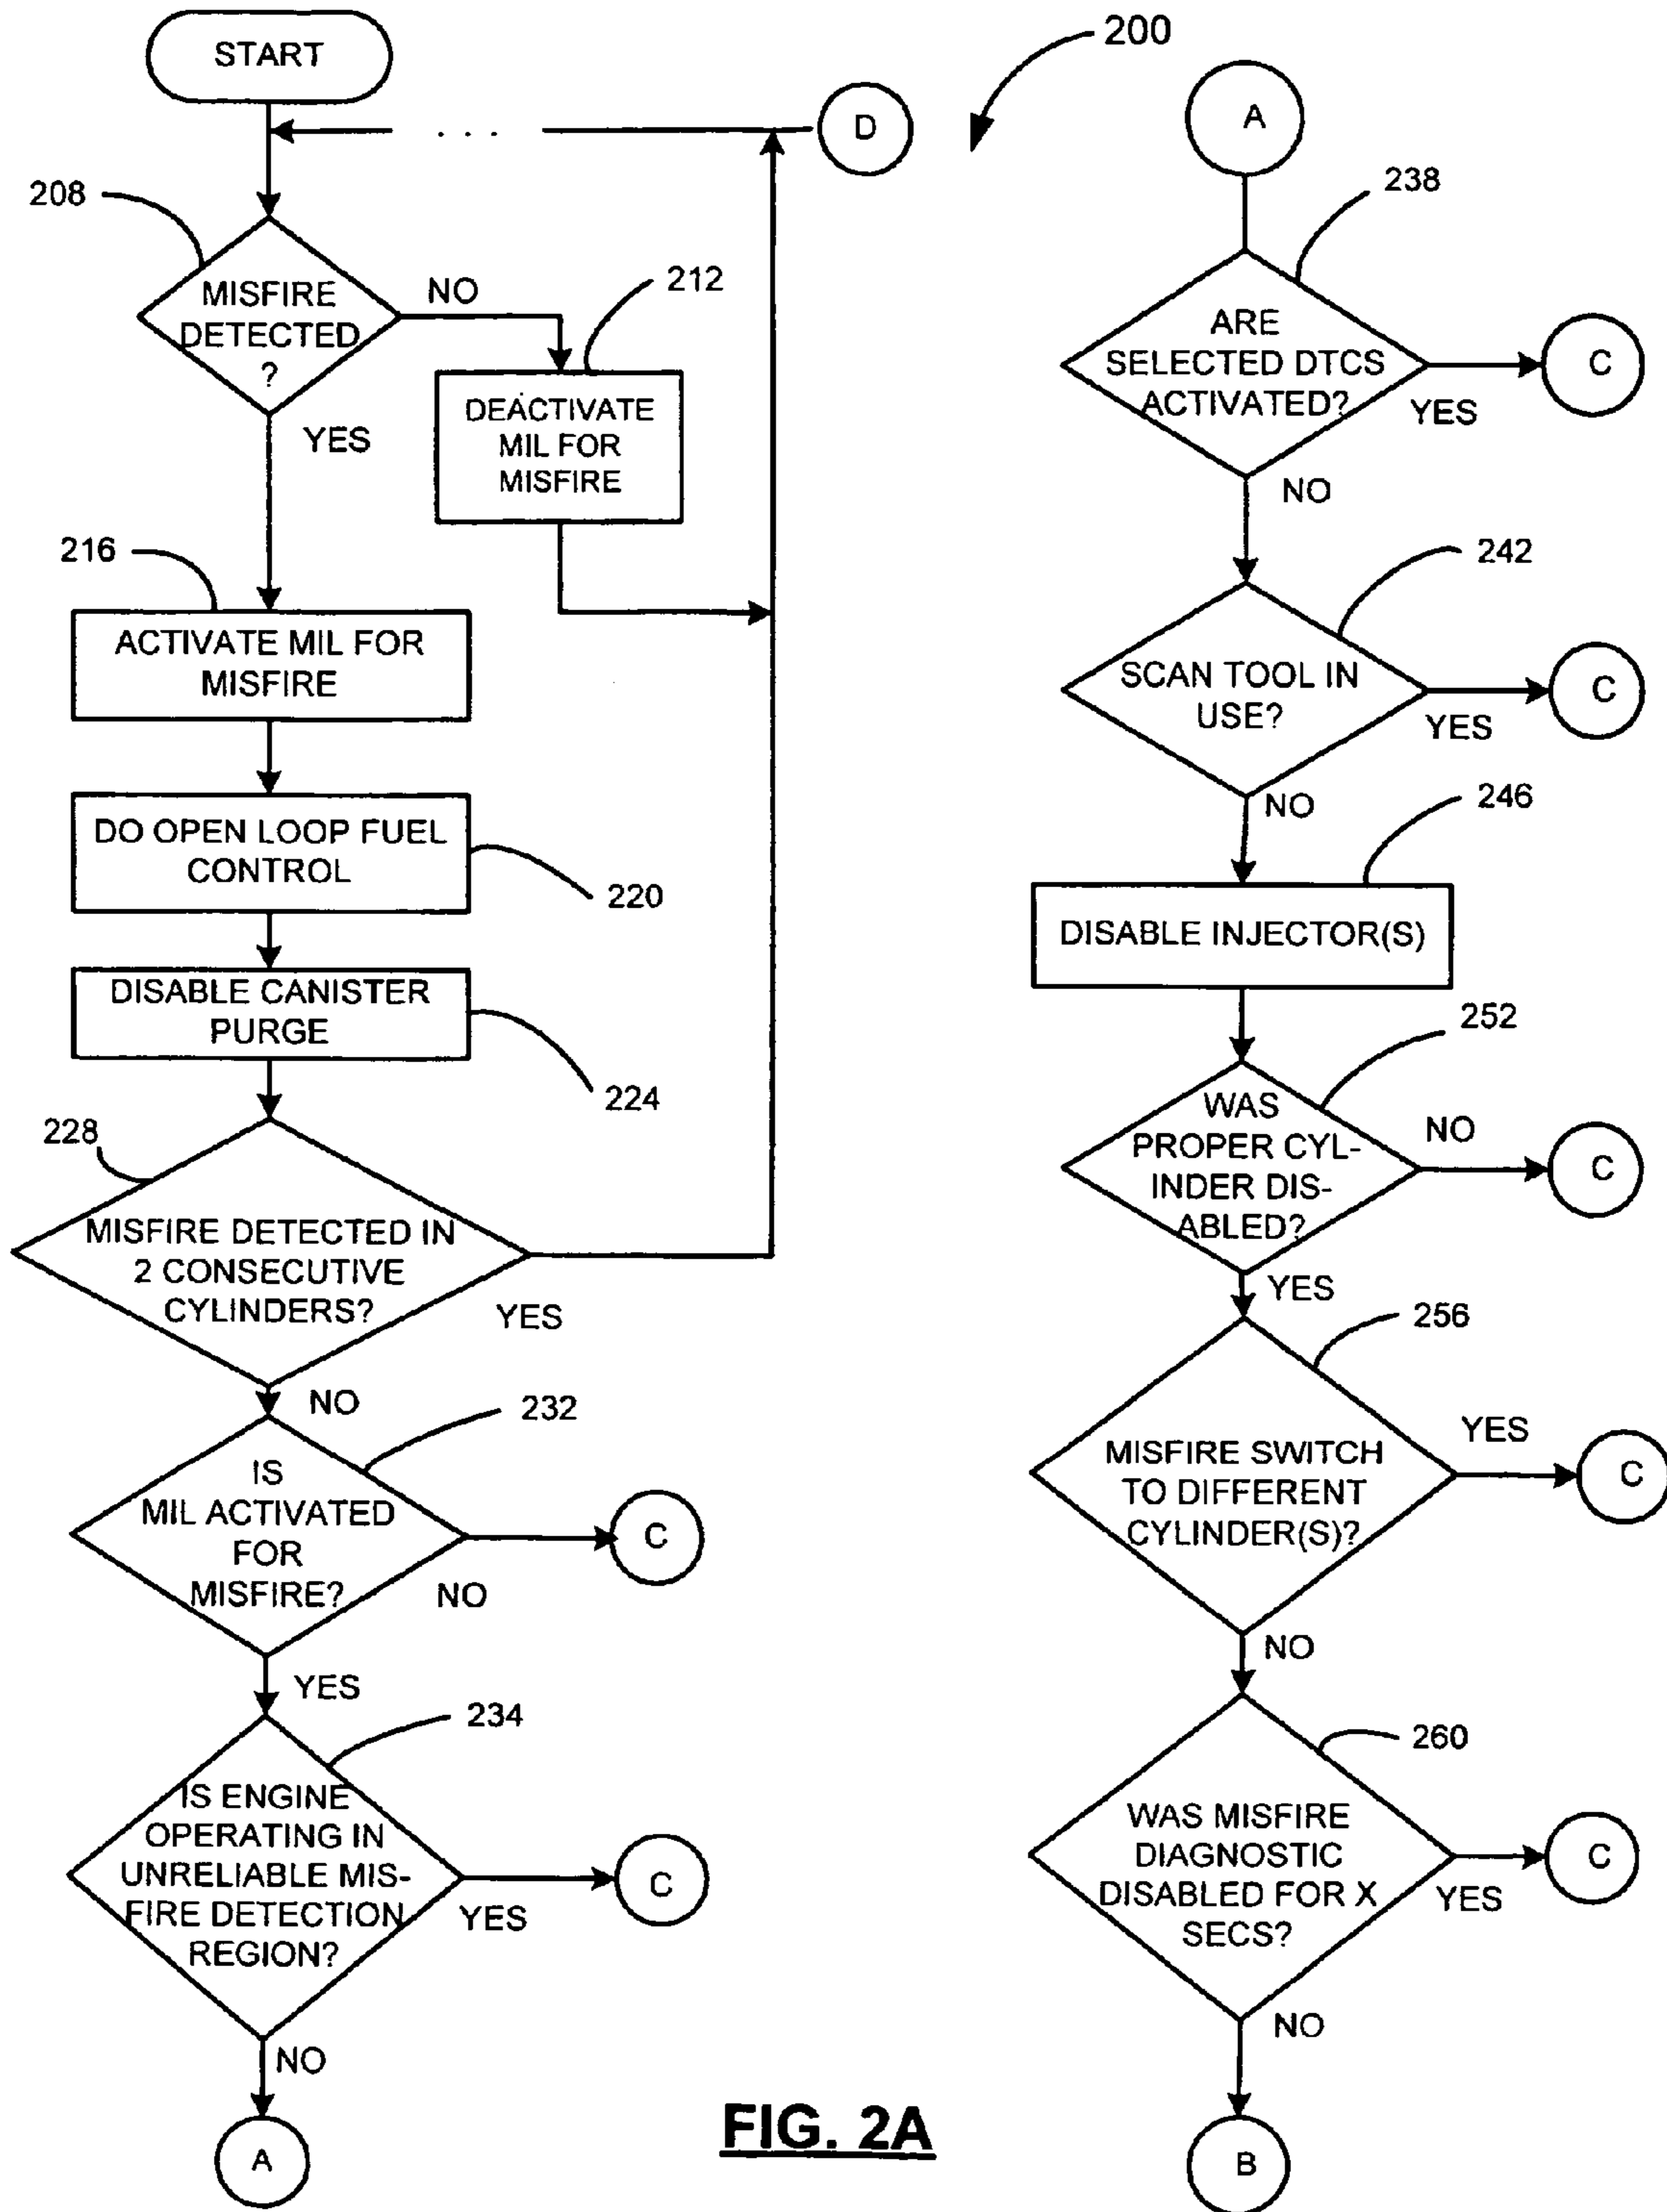 START
200
D
A
208
238
MISFIRE
DETECTED
?
NO
212
YES
DEACTIVATE
MIL FOR
MISFIRE
216
ACTIVATE MIL FOR
MISFIRE
DO OPEN LOOP FUEL
CONTROL
220
DISABLE CANISTER
PURGE
224
228
MISFIRE DETECTED IN
2 CONSECUTIVE
CYLINDERS?
YES
NO
232
IS
MIL ACTIVATED
FOR
MISFIRE?
C
NO
YES
234
IS ENGINE
OPERATING IN
UNRELIABLE MIS-
FIRE DETECTION
REGION?
C
YES
NO
A
ARE
SELECTED DTCS
ACTIVATED?
C
YES
NO
242
SCAN TOOL IN
USE?
C
YES
NO
246
DISABLE INJECTOR(S)
252
WAS
PROPER CYL-
INDER DIS-
ABLED?
NO
C
YES
256
MISFIRE SWITCH
TO DIFFERENT
CYLINDER(S)?
YES
C
NO
260
WAS MISFIRE
DIAGNOSTIC
DISABLED FOR X
SECS?
C
YES
NO
B
FIG. 2A
. . .